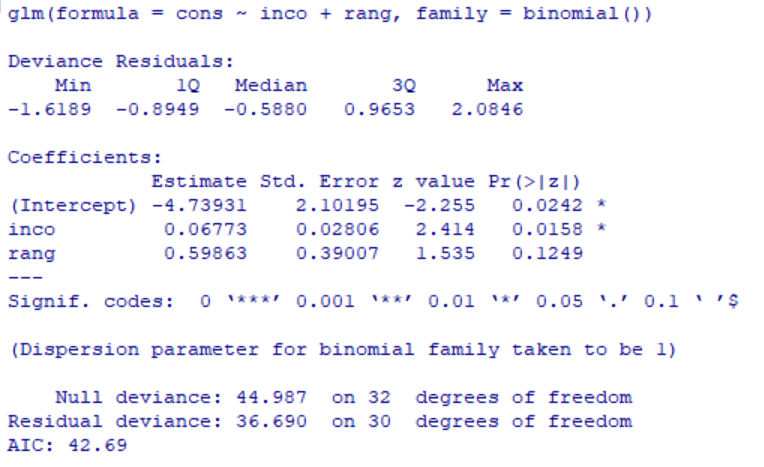 glm(formula = cons ~ inco + rang, family = binomial())
Deviance Residuals:
Min 1Q Median 3Q Max
-1.6189 -0.8949 -0.5880 0.9653 2.0846
Coefficients:
Estimate Std. Error z value Pr(>|z|)
(Intercept) -4.73931 2.10195 -2.255 0.0242 *
inco 0.06773 0.02806 2.414 0.0158 *
rang 0.59863 0.39007 1.535 0.1249
---
Signif. codes: 0 ‘***’ 0.001 ‘**’ 0.01 ‘*’ 0.05 ‘.’ 0.1 ‘ ’$
(Dispersion parameter for binomial family taken to be 1)
Null deviance: 44.987 on 32 degrees of freedom
Residual deviance: 36.690 on 30 degrees of freedom
AIC: 42.69